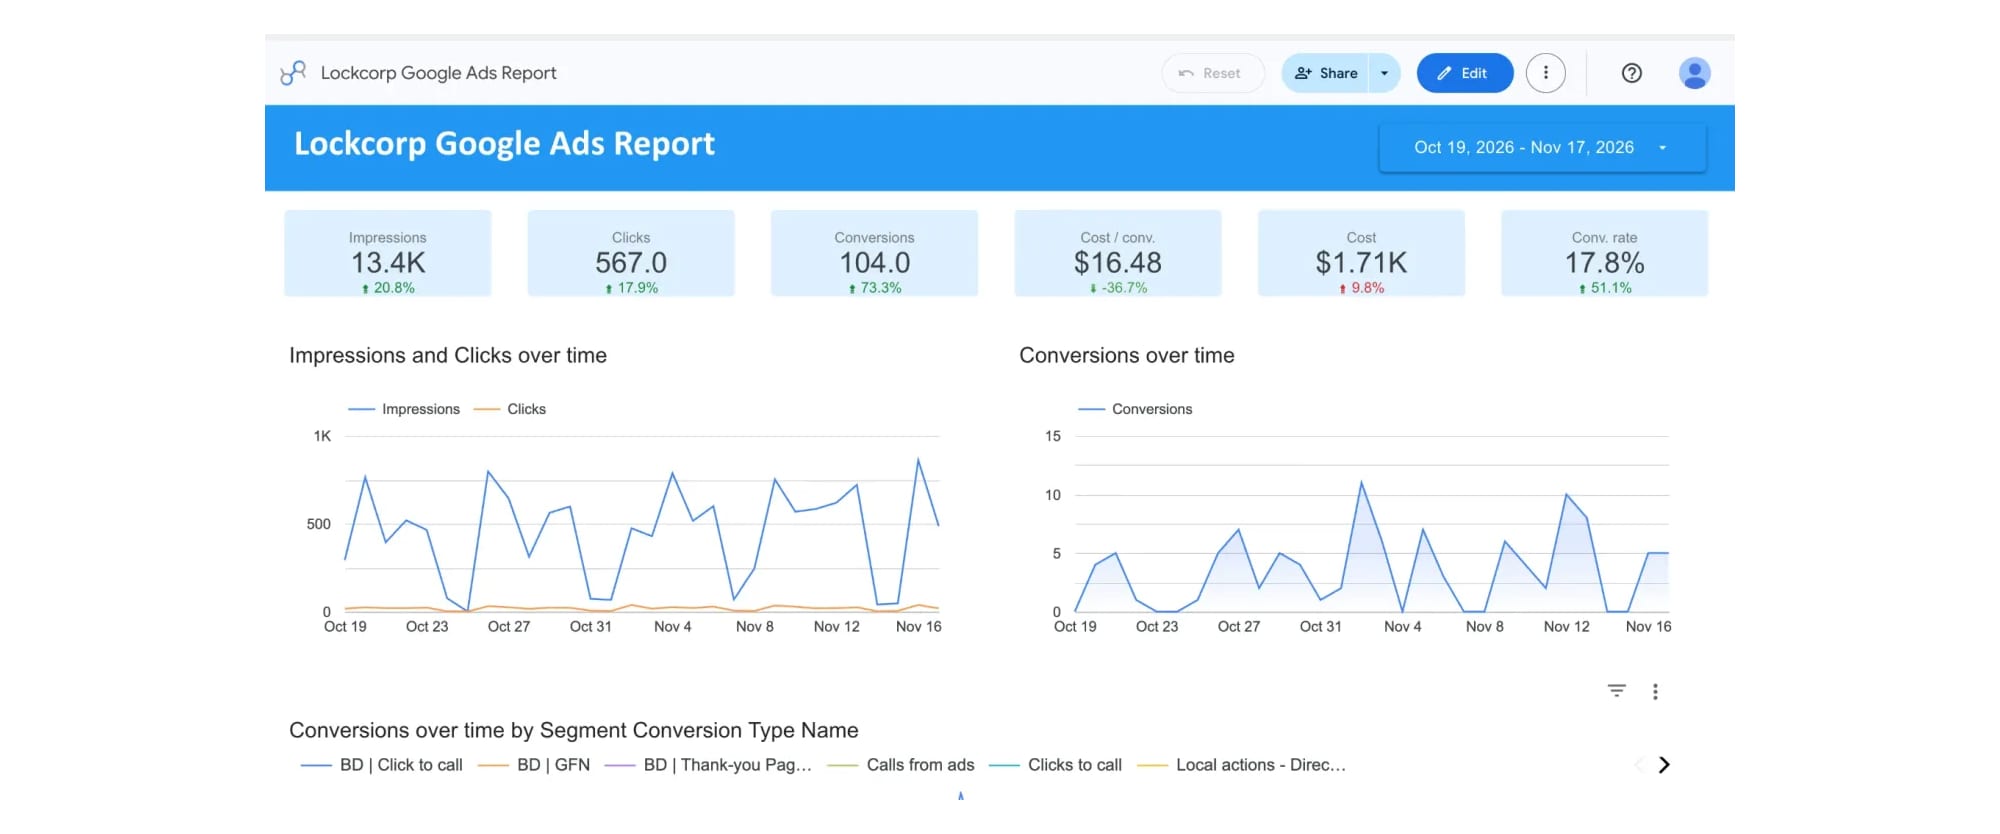 Lockcorp Google Ads Report
Reset
Share
Edit
Lockcorp Google Ads Report
Oct 19, 2026 - Nov 17, 2026
Impressions
13.4K
20.8%
Clicks
567.0
17.9%
Conversions
104.0
73.3%
Cost / conv.
$16.48
-36.7%
Cost
$1.71K
9.8%
Conv. rate
17.8%
51.1%
Impressions and Clicks over time
Impressions Clicks
1K
500
0
Oct 19 Oct 23 Oct 27 Oct 31 Nov 4 Nov 8 Nov 12 Nov 16
Conversions over time
Conversions
15
10
5
0
Oct 19 Oct 23 Oct 27 Oct 31 Nov 4 Nov 8 Nov 12 Nov 16
Conversions over time by Segment Conversion Type Name
BD | Click to call BD | GFN BD | Thank-you Pag... Calls from ads Clicks to call Local actions - Direc...